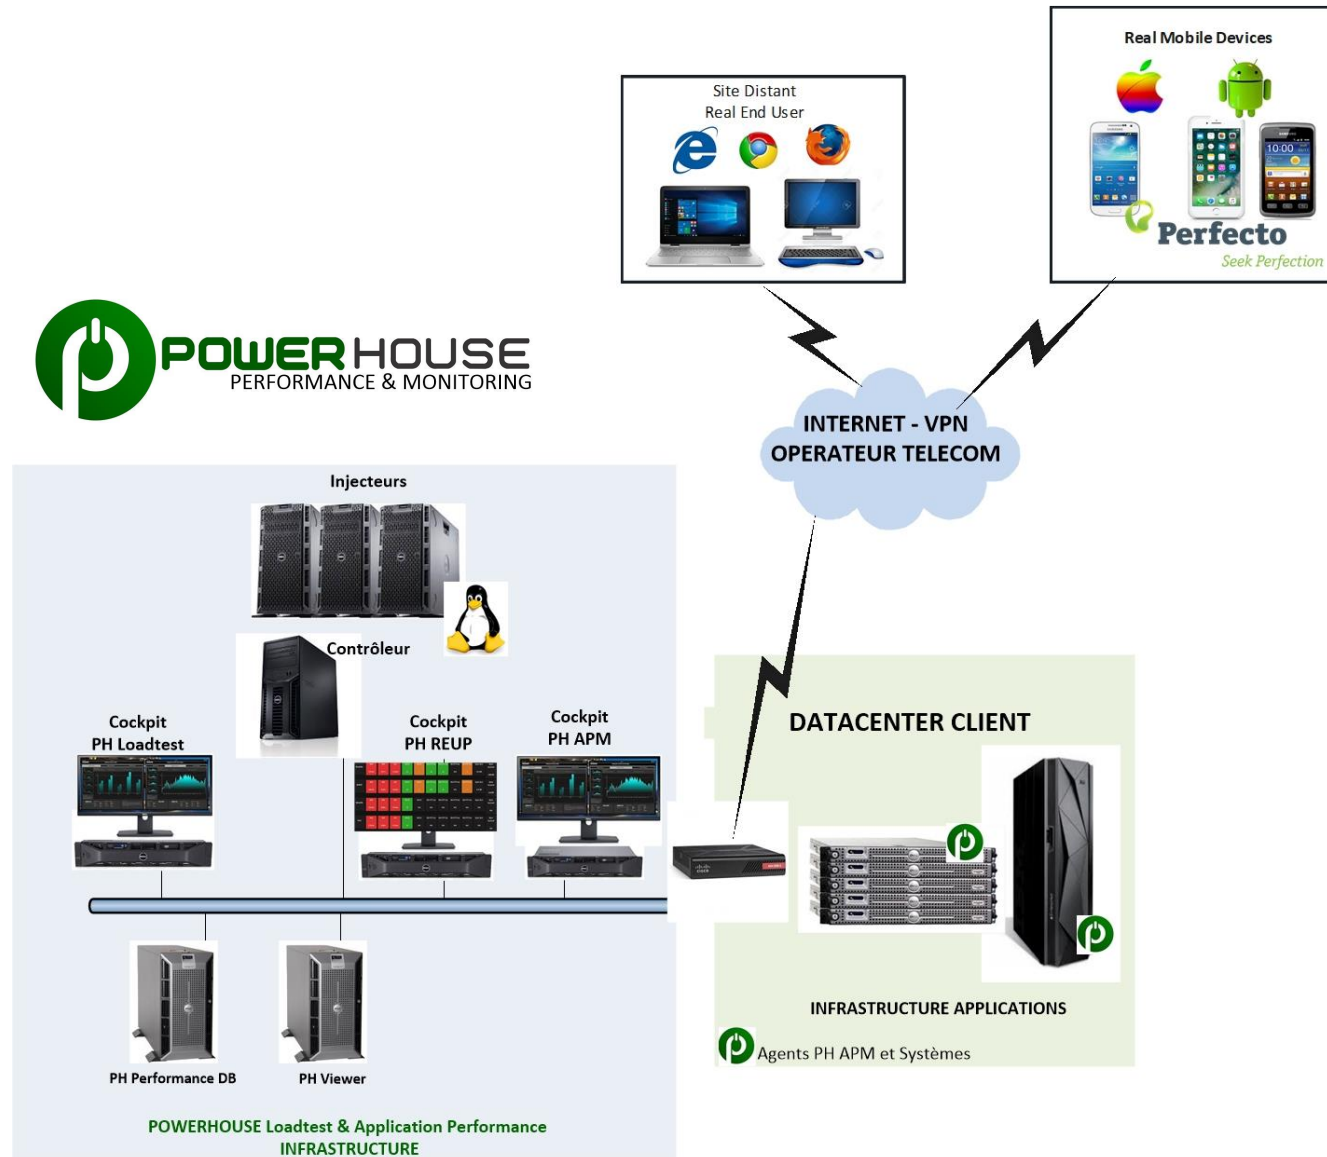 Real Mobile Devices
Perfecto
Seek Perfection
Site Distant
Real End User
POWERHOUSE
PERFORMANCE & MONITORING
INTERNET - VPN
OPERATEUR TELECOM
Injecteurs
Contrôleur
Cockpit
PH Loadtest
Cockpit
PH REUP
Cockpit
PH APM
DATACENTER CLIENT
INFRASTRUCTURE APPLICATIONS
Agents PH APM et Systèmes
PH Performance DB
PH Viewer
POWERHOUSE Loadtest & Application Performance
INFRASTRUCTURE
10:00